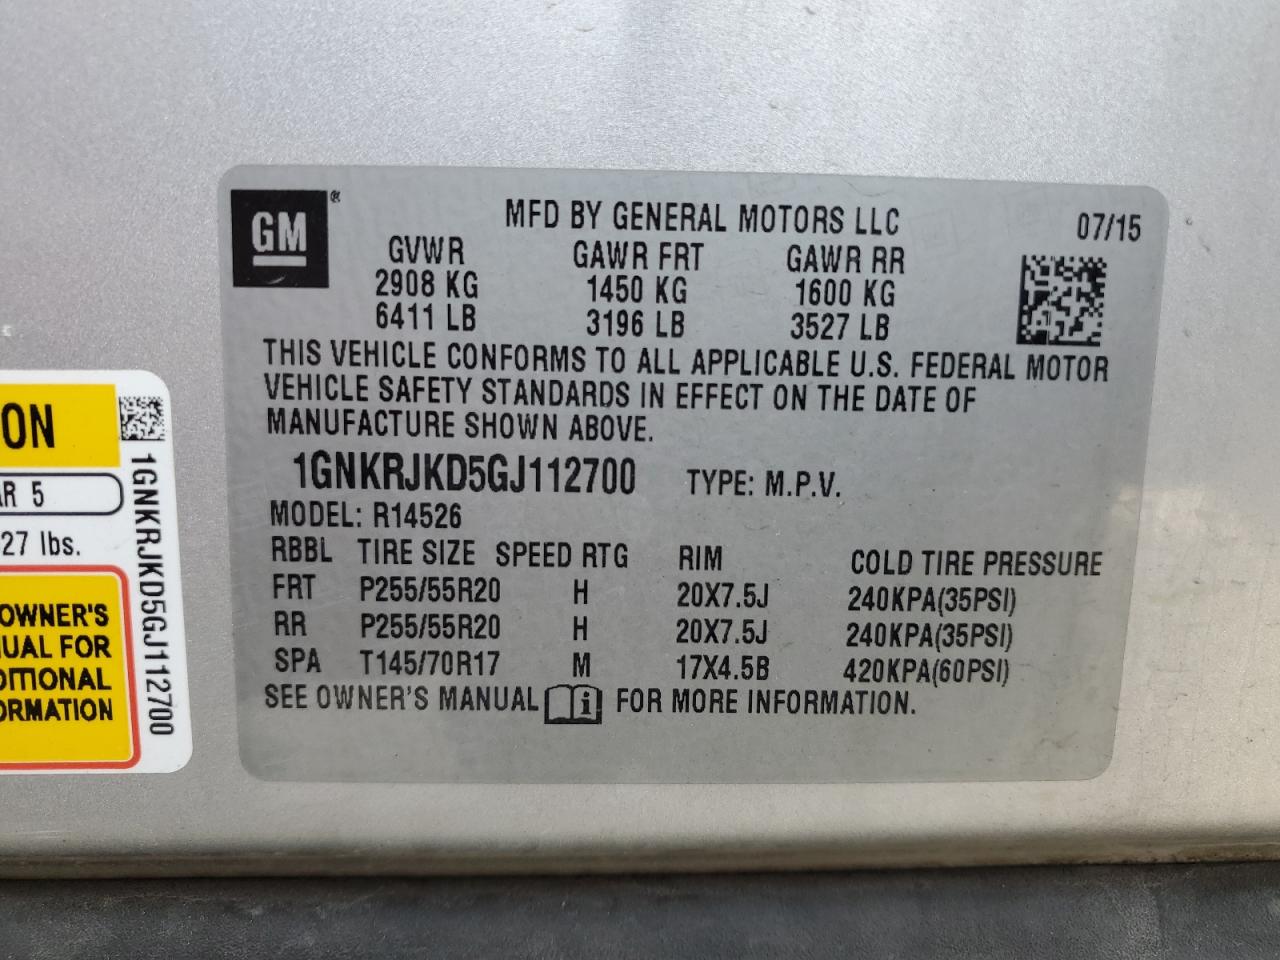 GM ®
MFD BY GENERAL MOTORS LLC 07/15
GVWR GAWR FRT GAWR RR
2908 KG 1450 KG 1600 KG
6411 LB 3196 LB 3527 LB
THIS VEHICLE CONFORMS TO ALL APPLICABLE U.S. FEDERAL MOTOR
VEHICLE SAFETY STANDARDS IN EFFECT ON THE DATE OF
MANUFACTURE SHOWN ABOVE.
1GNKRJKD5GJ112700 TYPE: M.P.V.
MODEL: R14526
RBBL TIRE SIZE SPEED RTG RIM COLD TIRE PRESSURE
FRT P255/55R20 H 20X7.5J 240KPA(35PSI)
RR P255/55R20 H 20X7.5J 240KPA(35PSI)
SPA T145/70R17 M 17X4.5B 420KPA(60PSI)
SEE OWNER'S MANUAL i FOR MORE INFORMATION.
ON
AR 5
27 lbs.
OWNER'S
UAL FOR
DITIONAL
ORMATION
1GNKRJKD5GJ112700